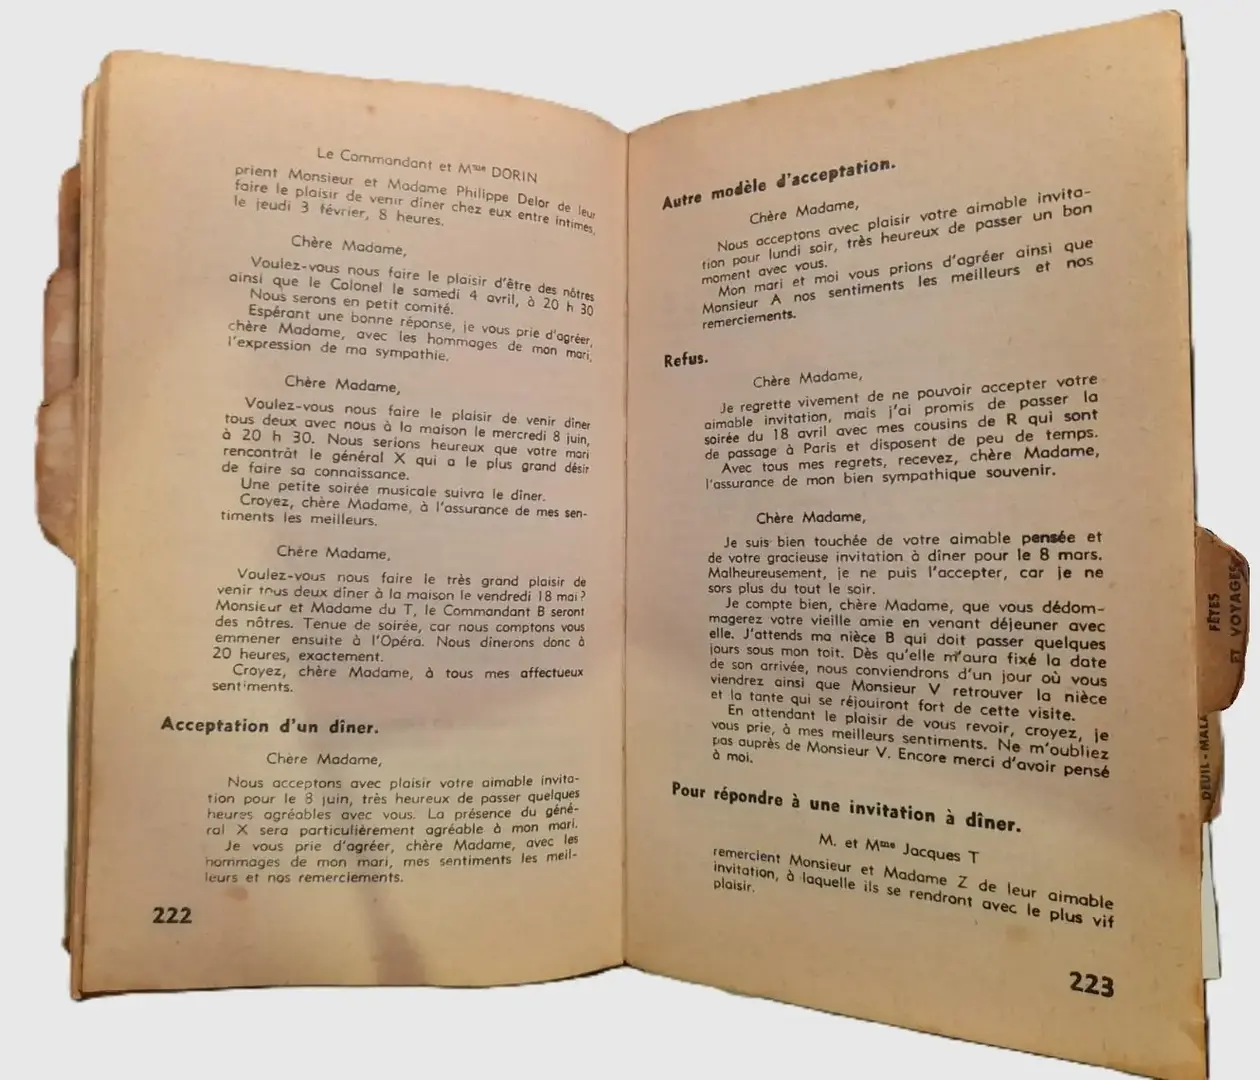 Le Commandant et Mme DORIN
prient Monsieur et Madame Philippe Delor de leur
faire le plaisir de venir dîner chez eux entre intimes,
le jeudi 3 février, 8 heures.
Chère Madame,
Voulez-vous nous faire le plaisir d'être des nôtres
ainsi que le Colonel le samedi 4 avril, à 20 h 30
Nous serons en petit comité.
Espérant une bonne réponse, je vous prie d'agréer,
chère Madame, avec les hommages de mon mari,
l'expression de ma sympathie.
Chère Madame,
Voulez-vous nous faire le plaisir de venir dîner
tous deux avec nous à la maison le mercredi 8 juin,
à 20 h 30. Nous serions heureux que votre mari
rencontrât le général X qui a le plus grand désir
de faire sa connaissance.
Une petite soirée musicale suivra le dîner.
Croyez, chère Madame, à l'assurance de mes sen-
timents les meilleurs.
Chère Madame,
Voulez-vous nous faire le très grand plaisir de
venir tous deux dîner à la maison le vendredi 18 mai ?
Monsieur et Madame du T, le Commandant B seront
des nôtres. Tenue de soirée, car nous comptons vous
emmener ensuite à l'Opéra. Nous dînerons donc à
20 heures, exactement.
Croyez, chère Madame, à tous mes affectueux
sentiments.
Acceptation d'un dîner.
Chère Madame,
Nous acceptons avec plaisir votre aimable invita-
tion pour le 8 juin, très heureux de passer quelques
heures agréables avec vous. La présence du géné-
ral X sera particulièrement agréable à mon mari.
Je vous prie d'agréer, chère Madame, avec les
hommages de mon mari, mes sentiments les meil-
leurs et nos remerciements.
222
Autre modèle d'acceptation.
Chère Madame,
Nous acceptons avec plaisir votre aimable invita-
tion pour lundi soir, très heureux de passer un bon
moment avec vous.
Mon mari et moi vous prions d'agréer ainsi que
Monsieur A nos sentiments les meilleurs et nos
remerciements.
Refus.
Chère Madame,
Je regrette vivement de ne pouvoir accepter votre
aimable invitation, mais j'ai promis de passer la
soirée du 18 avril avec mes cousins de R qui sont
de passage à Paris et disposent de peu de temps.
Avec tous mes regrets, recevez, chère Madame,
l'assurance de mon bien sympathique souvenir.
Chère Madame,
Je suis bien touchée de votre aimable pensée et
de votre gracieuse invitation à dîner pour le 8 mars.
Malheureusement, je ne puis l'accepter, car je ne
sors plus du tout le soir.
Je compte bien, chère Madame, que vous dédom-
magerez votre vieille amie en venant déjeuner avec
elle. J'attends ma nièce B qui doit passer quelques
jours sous mon toit. Dès qu'elle m'aura fixé la date
de son arrivée, nous conviendrons d'un jour où vous
viendrez ainsi que Monsieur V retrouver la nièce
et la tante qui se réjouiront fort de cette visite.
En attendant le plaisir de vous revoir, croyez, je
vous prie, à mes meilleurs sentiments. Ne m'oubliez
pas auprès de Monsieur V. Encore merci d'avoir pensé
à moi.
Pour répondre à une invitation à dîner.
M. et Mme Jacques T
remercient Monsieur et Madame Z de leur aimable
invitation, à laquelle ils se rendront avec le plus vif
plaisir.
223
FÊTES
ET VOYAGES
DEUIL - MALA